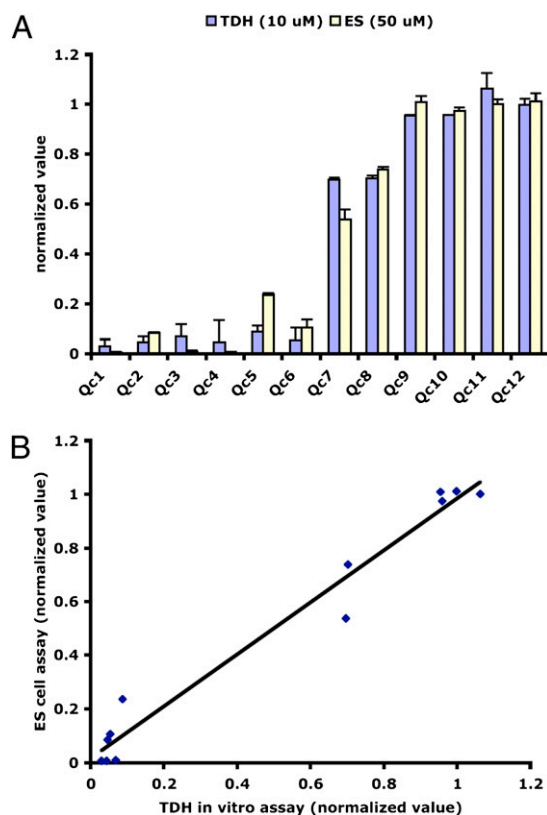 A
TDH (10 uM) ES (50 uM)
normalized value
1.2
1
0.8
0.6
0.4
0.2
0
Qc1 Qc2 Qc3 Qc4 Qc5 Qc6 Qc7 Qc8 Qc9 Qc10 Qc11 Qc12
B
ES cell assay (normalized value)
1.2
1
0.8
0.6
0.4
0.2
0
0 0.2 0.4 0.6 0.8 1 1.2
TDH in vitro assay (normalized value)